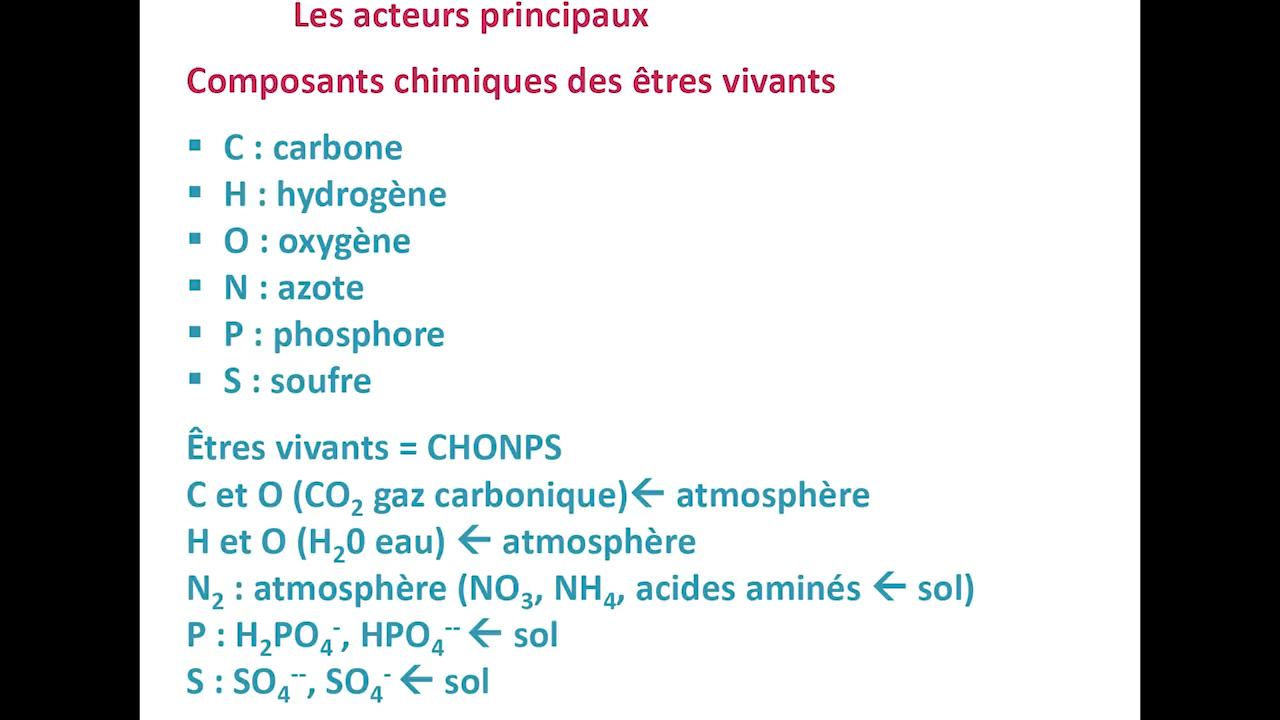 Les acteurs principaux
Composants chimiques des êtres vivants
▪ C : carbone
▪ H : hydrogène
▪ O : oxygène
▪ N : azote
▪ P : phosphore
▪ S : soufre
Êtres vivants = CHONPS
C et O (CO₂ gaz carbonique)← atmosphère
H et O (H₂0 eau) ← atmosphère
N₂ : atmosphère (NO₃, NH₄, acides aminés ← sol)
P : H₂PO₄⁻, HPO₄⁻⁻ ← sol
S : SO₄⁻⁻, SO₄⁻ ← sol